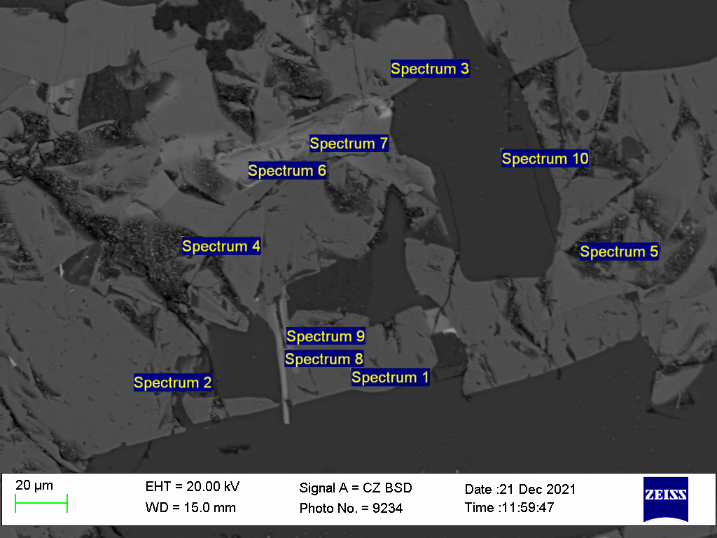 Spectrum 3
Spectrum 7
Spectrum 10
Spectrum 6
Spectrum 4
Spectrum 5
Spectrum 9
Spectrum 8
Spectrum 1
Spectrum 2
20 µm
EHT = 20.00 kV
Signal A = CZ BSD
Date :21 Dec 2021
ZEISS
WD = 15.0 mm
Photo No. = 9234
Time :11:59:47